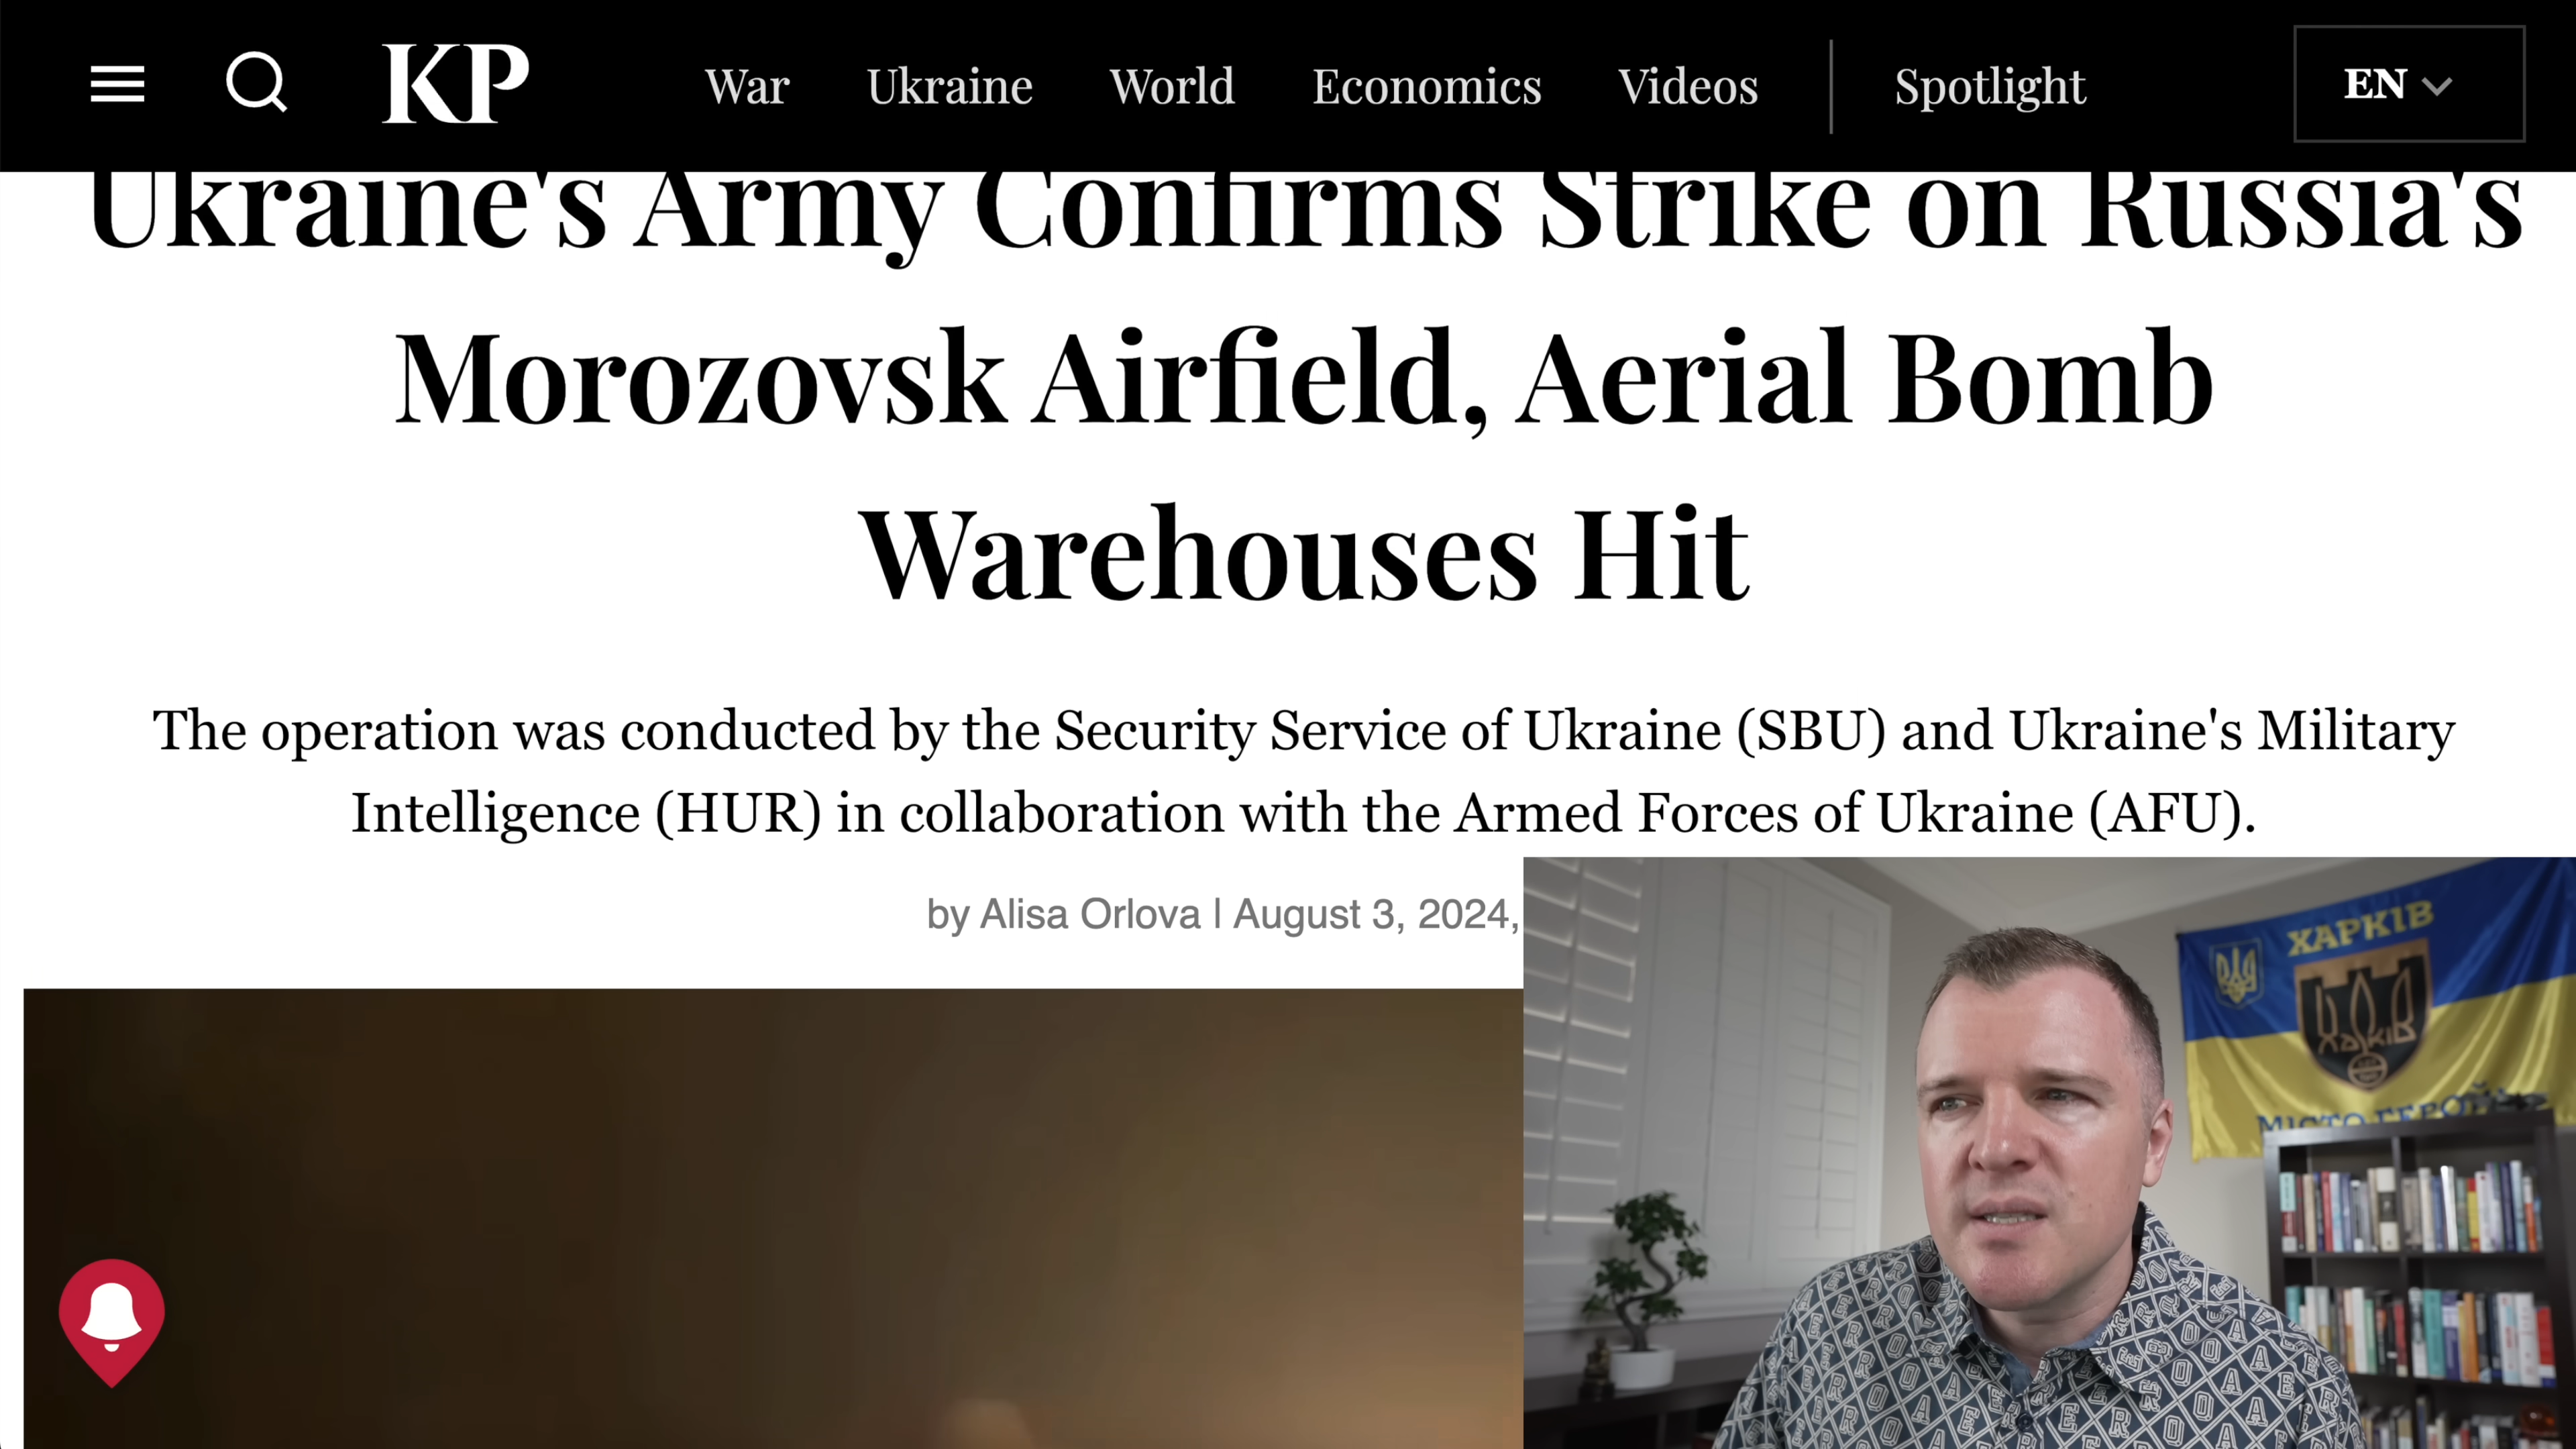 KP
War Ukraine World Economics Videos Spotlight EN
Ukraine's Army Confirms Strike on Russia's
Morozovsk Airfield, Aerial Bomb
Warehouses Hit
The operation was conducted by the Security Service of Ukraine (SBU) and Ukraine's Military
Intelligence (HUR) in collaboration with the Armed Forces of Ukraine (AFU).
by Alisa Orlova | August 3, 2024,
ХАРКІВ
ХАРКІВ